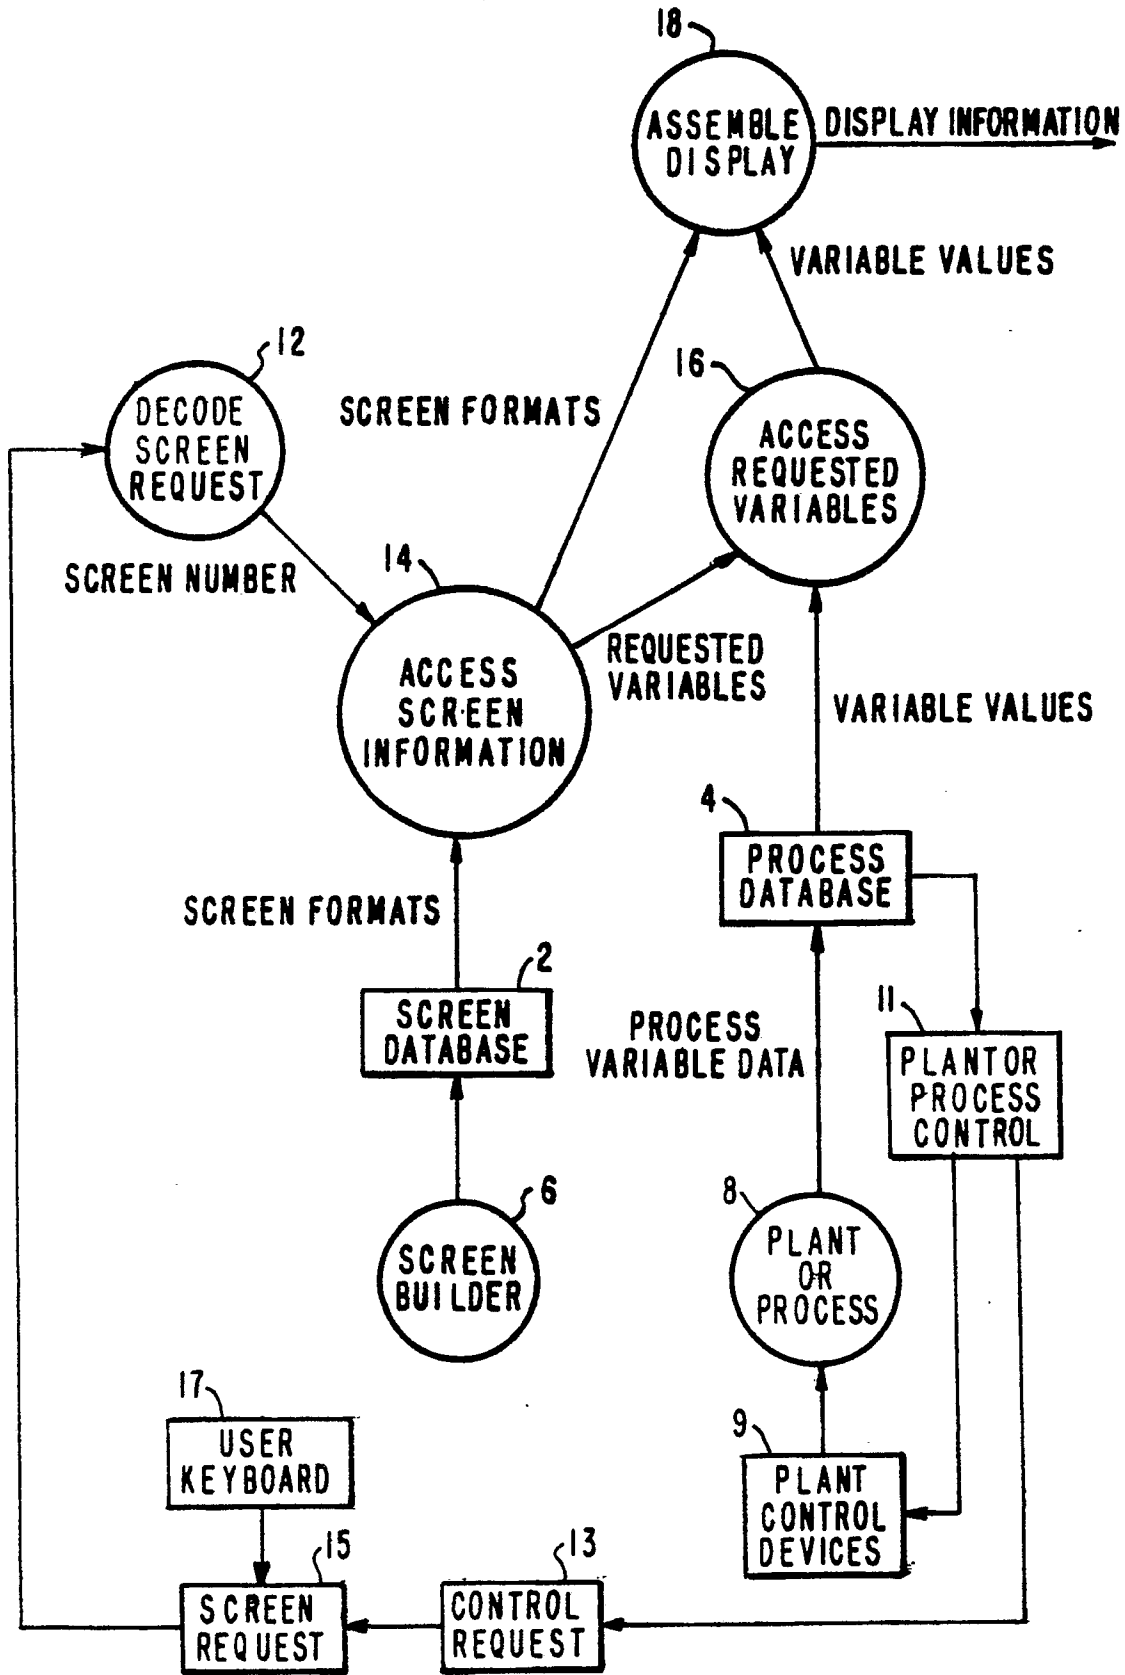 18
ASSEMBLE
DISPLAY
DISPLAY INFORMATION
VARIABLE VALUES
12
DECODE
SCREEN
REQUEST
SCREEN FORMATS
16
ACCESS
REQUESTED
VARIABLES
SCREEN NUMBER
14
ACCESS
SCREEN
INFORMATION
REQUESTED
VARIABLES
VARIABLE VALUES
4
PROCESS
DATABASE
SCREEN FORMATS
2
SCREEN
DATABASE
PROCESS
VARIABLE DATA
11
PLANT OR
PROCESS
CONTROL
6
SCREEN
BUILDER
8
PLANT
OR
PROCESS
17
USER
KEYBOARD
9
PLANT
CONTROL
DEVICES
15
SCREEN
REQUEST
13
CONTROL
REQUEST